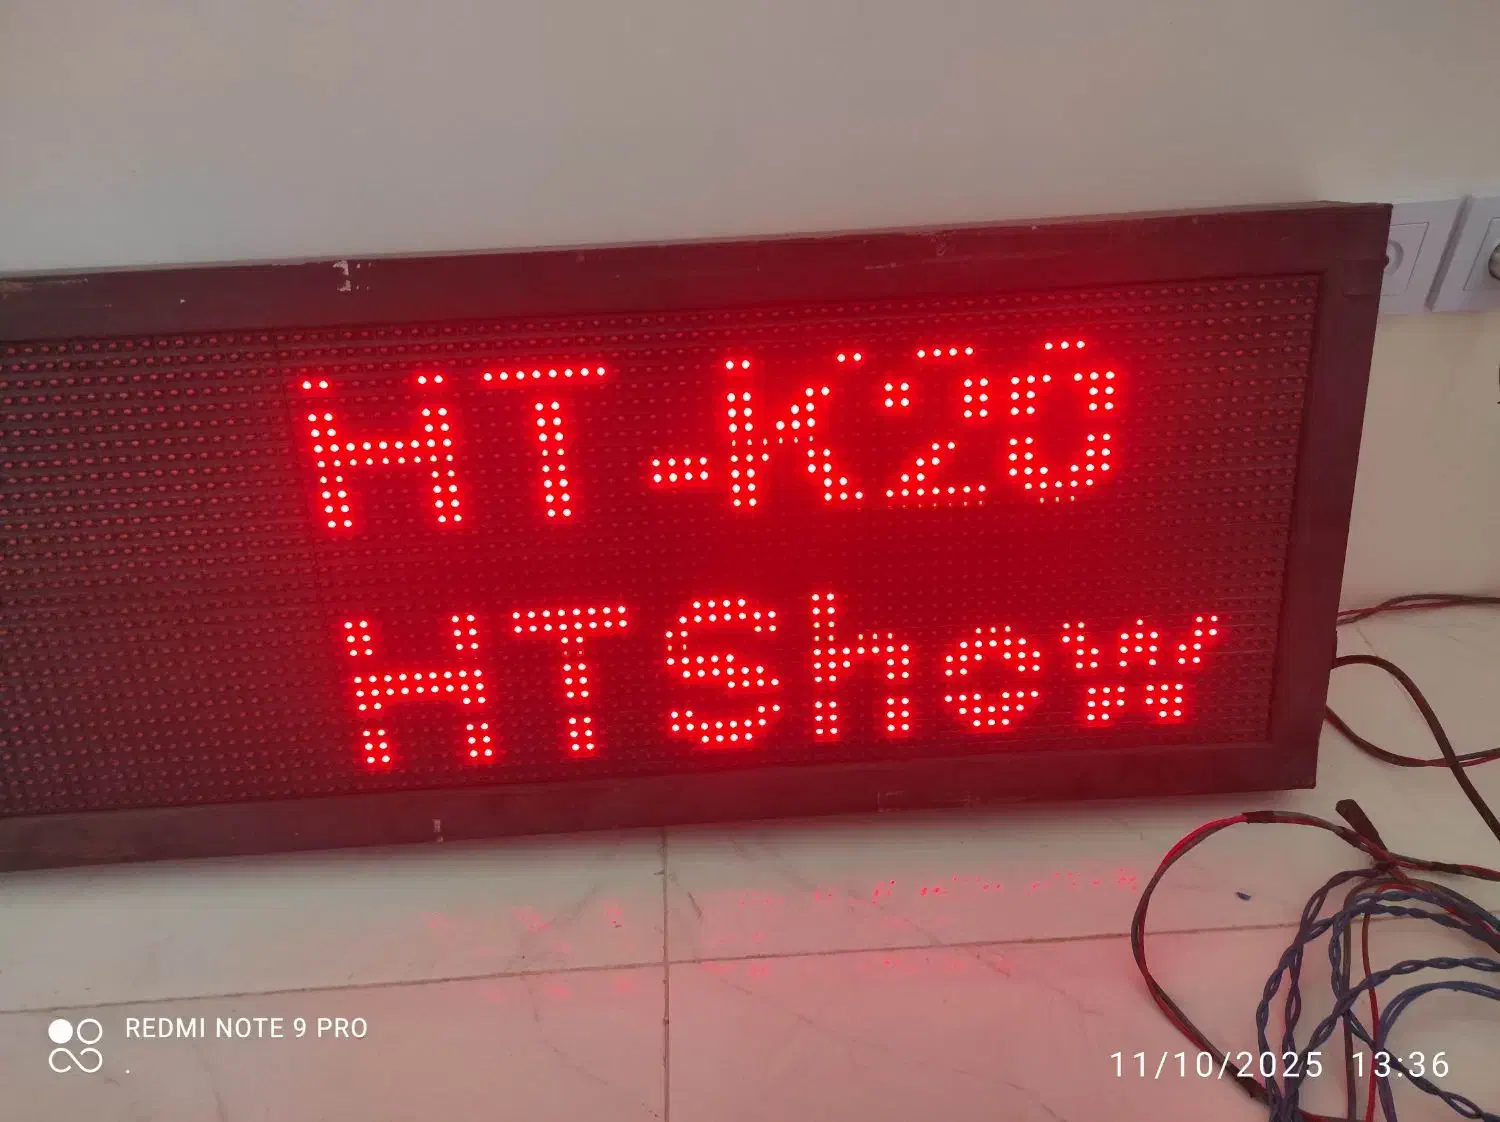 HT-K20
HTShow
REDMI NOTE 9 PRO
11/10/2025 13:36